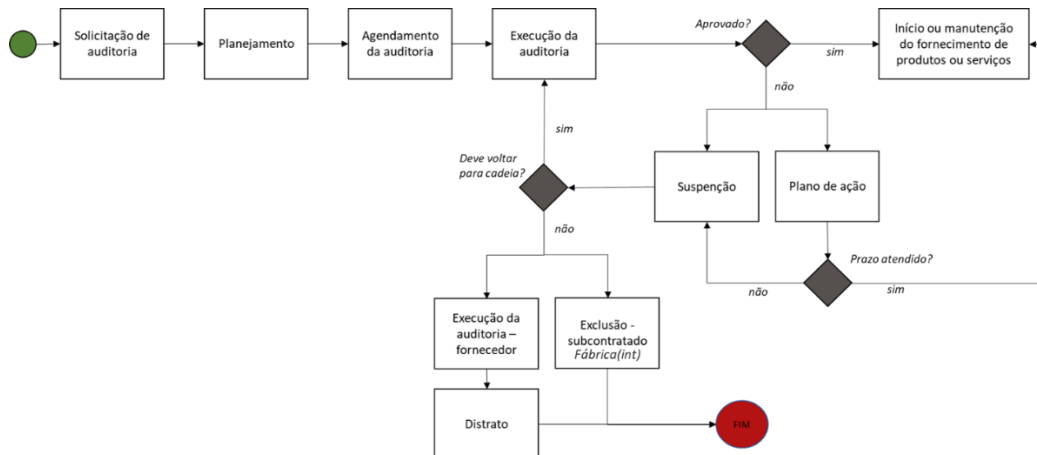 Solicitação de
auditoria
Planejamento
Agendamento
da auditoria
Execução da
auditoria
Aprovado?
sim
Início ou manutenção
do fornecimento de
produtos ou serviços
não
sim
Deve voltar
para cadeia?
Suspenção
Plano de ação
não
Prazo atendido?
não
sim
Execução da
auditoria –
fornecedor
Exclusão -
subcontratado
Fábrica(int)
Distrato
FIM